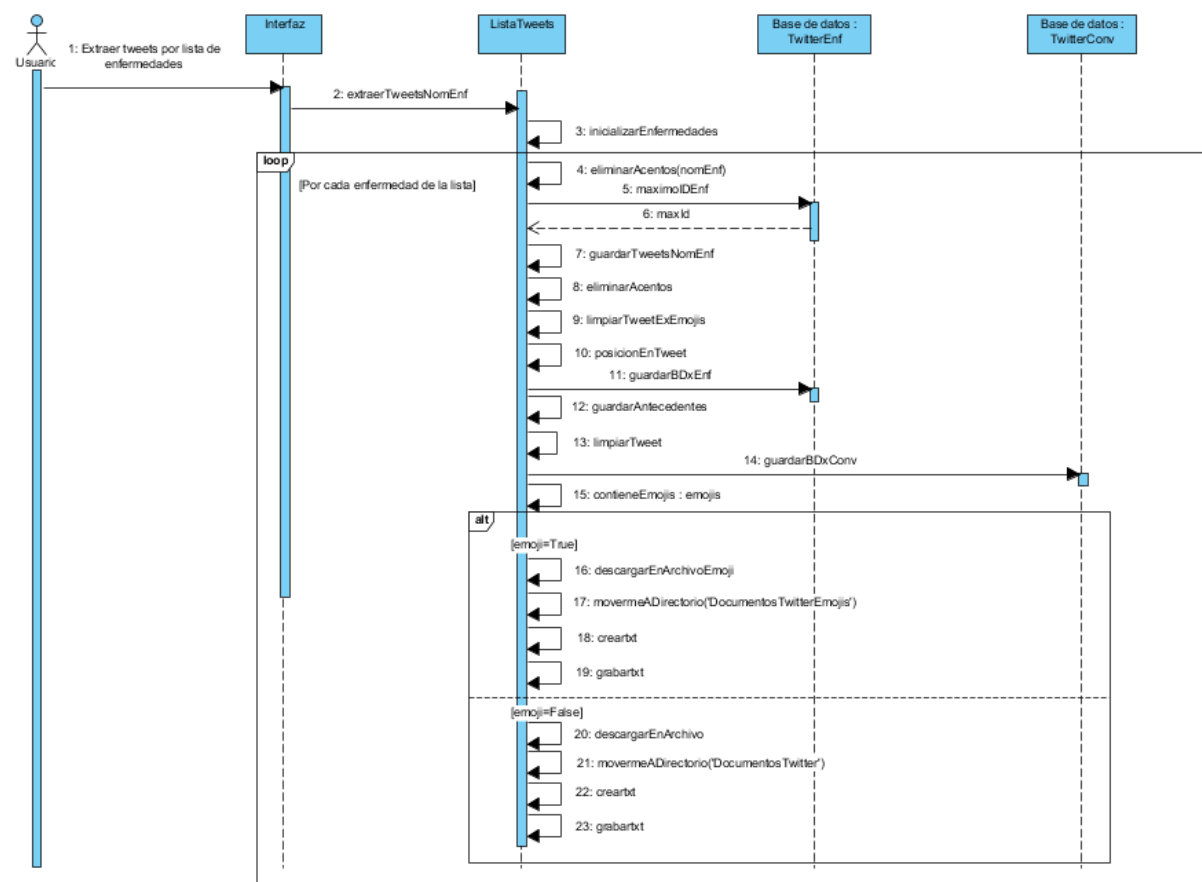 Interfaz
ListaTweets
Base de datos :
TwitterEnf
Base de datos :
TwitterConv
Usuaric
1: Extraer tweets por lista de
enfermedades
2: extraerTweetsNomEnf
3: inicializarEnfermedades
loop
[Por cada enfermedad de la lista]
4: eliminarAcentos(nomEnf)
5: maximoIDEnf
6: maxId
7: guardarTweetsNomEnf
8: eliminarAcentos
9: limpiarTweetExEmojis
10: posicionEnTweet
11: guardarBDxEnf
12: guardarAntecedentes
13: limpiarTweet
14: guardarBDxConv
15: contieneEmojis : emojis
alt
[emoji=True]
16: descargarEnArchivoEmoji
17: movermeADirectorio('DocumentosTwitterEmojis')
18: creartxt
19: grabartxt
[emoji=False]
20: descargarEnArchivo
21: movermeADirectorio('DocumentosTwitter')
22: creartxt
23: grabartxt